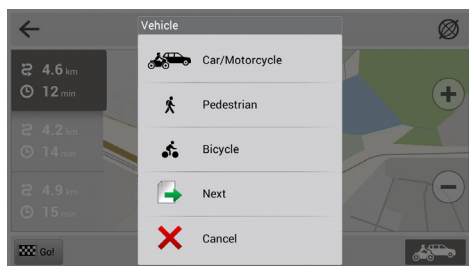 Vehicle
Car/Motorcycle
Pedestrian
Bicycle
Next
Cancel
4.6 km
12 min
4.2 km
14 min
4.9 km
15 min
Go!